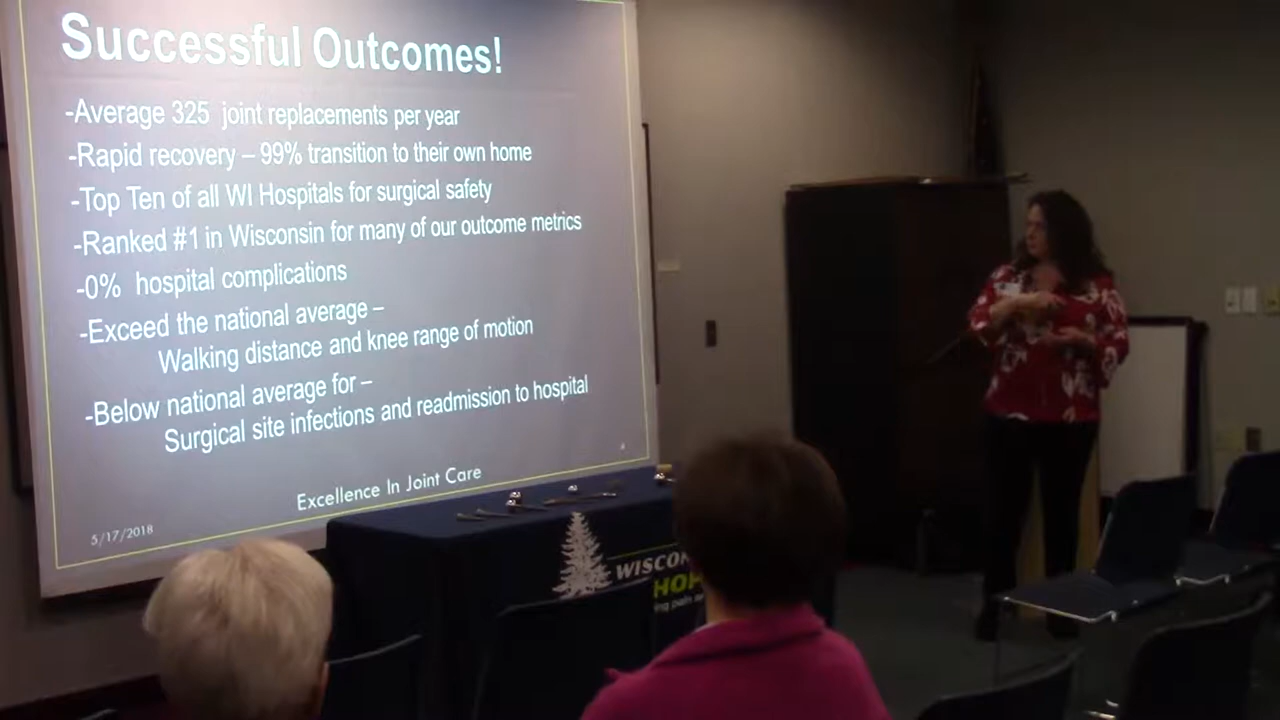 Successful Outcomes!
-Average 325 joint replacements per year
-Rapid recovery – 99% transition to their own home
-Top Ten of all WI Hospitals for surgical safety
-Ranked #1 in Wisconsin for many of our outcome metrics
-0% hospital complications
-Exceed the national average –
Walking distance and knee range of motion
-Below national average for –
Surgical site infections and readmission to hospital
Excellence In Joint Care
5/17/2018
WISCON